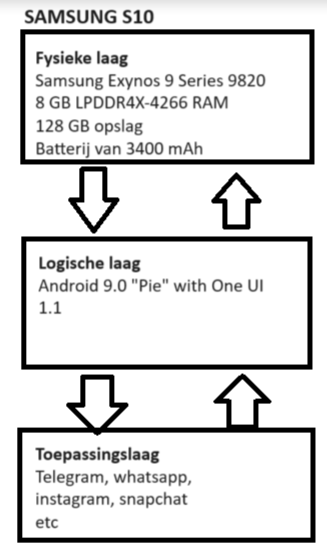 SAMSUNG S10
Fysieke laag
Samsung Exynos 9 Series 9820
8 GB LPDDR4X-4266 RAM
128 GB opslag
Batterij van 3400 mAh
Logische laag
Android 9.0 "Pie" with One UI
1.1
Toepassingslaag
Telegram, whatsapp,
instagram, snapchat
etc